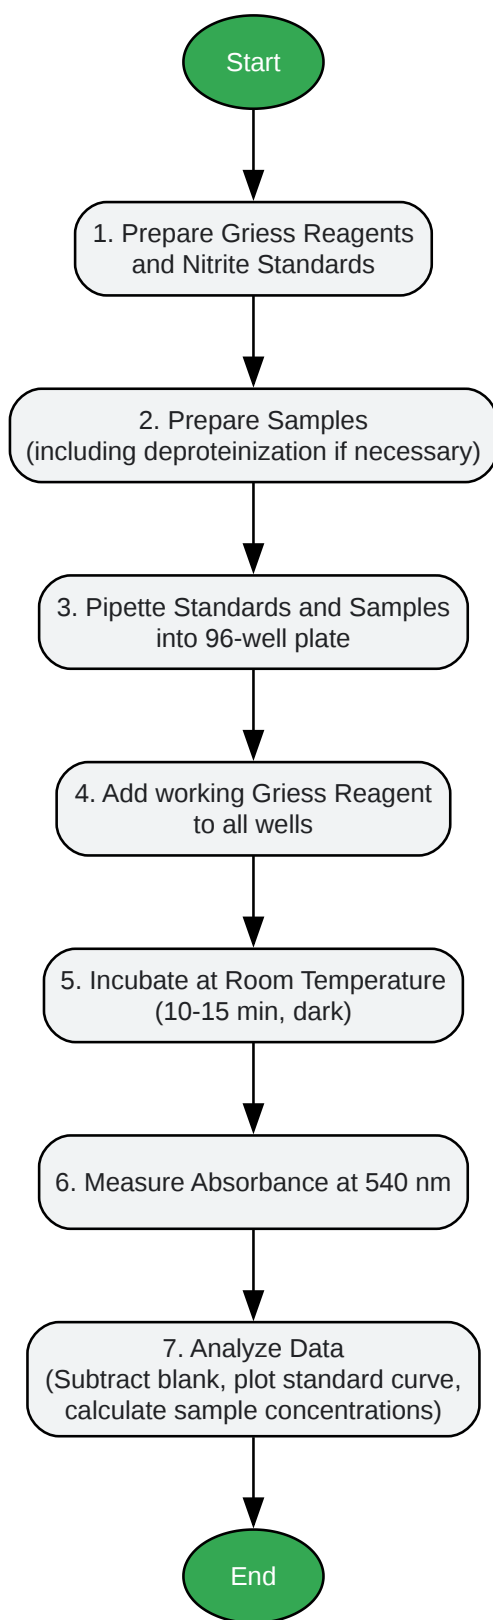 Start
1. Prepare Griess Reagents
and Nitrite Standards
2. Prepare Samples
(including deproteinization if necessary)
3. Pipette Standards and Samples
into 96-well plate
4. Add working Griess Reagent
to all wells
5. Incubate at Room Temperature
(10-15 min, dark)
6. Measure Absorbance at 540 nm
7. Analyze Data
(Subtract blank, plot standard curve,
calculate sample concentrations)
End